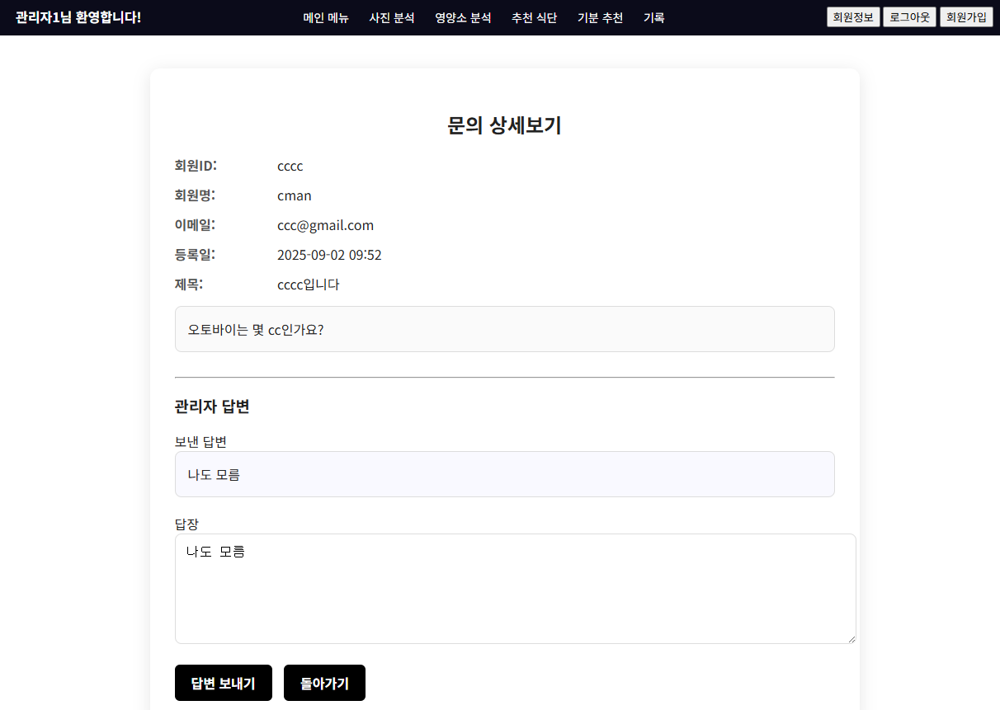 관리자1님 환영합니다! 메인 메뉴 사진 분석 영양소 분석 추천 식단 기분 추천 기록 회원정보 로그아웃 회원가입
문의 상세보기
회원ID: cccc
회원명: cman
이메일: ccc@gmail.com
등록일: 2025-09-02 09:52
제목: cccc입니다
오토바이는 몇 cc인가요?
관리자 답변
보낸 답변
나도 모름
답장
나도 모름
답변 보내기 돌아가기